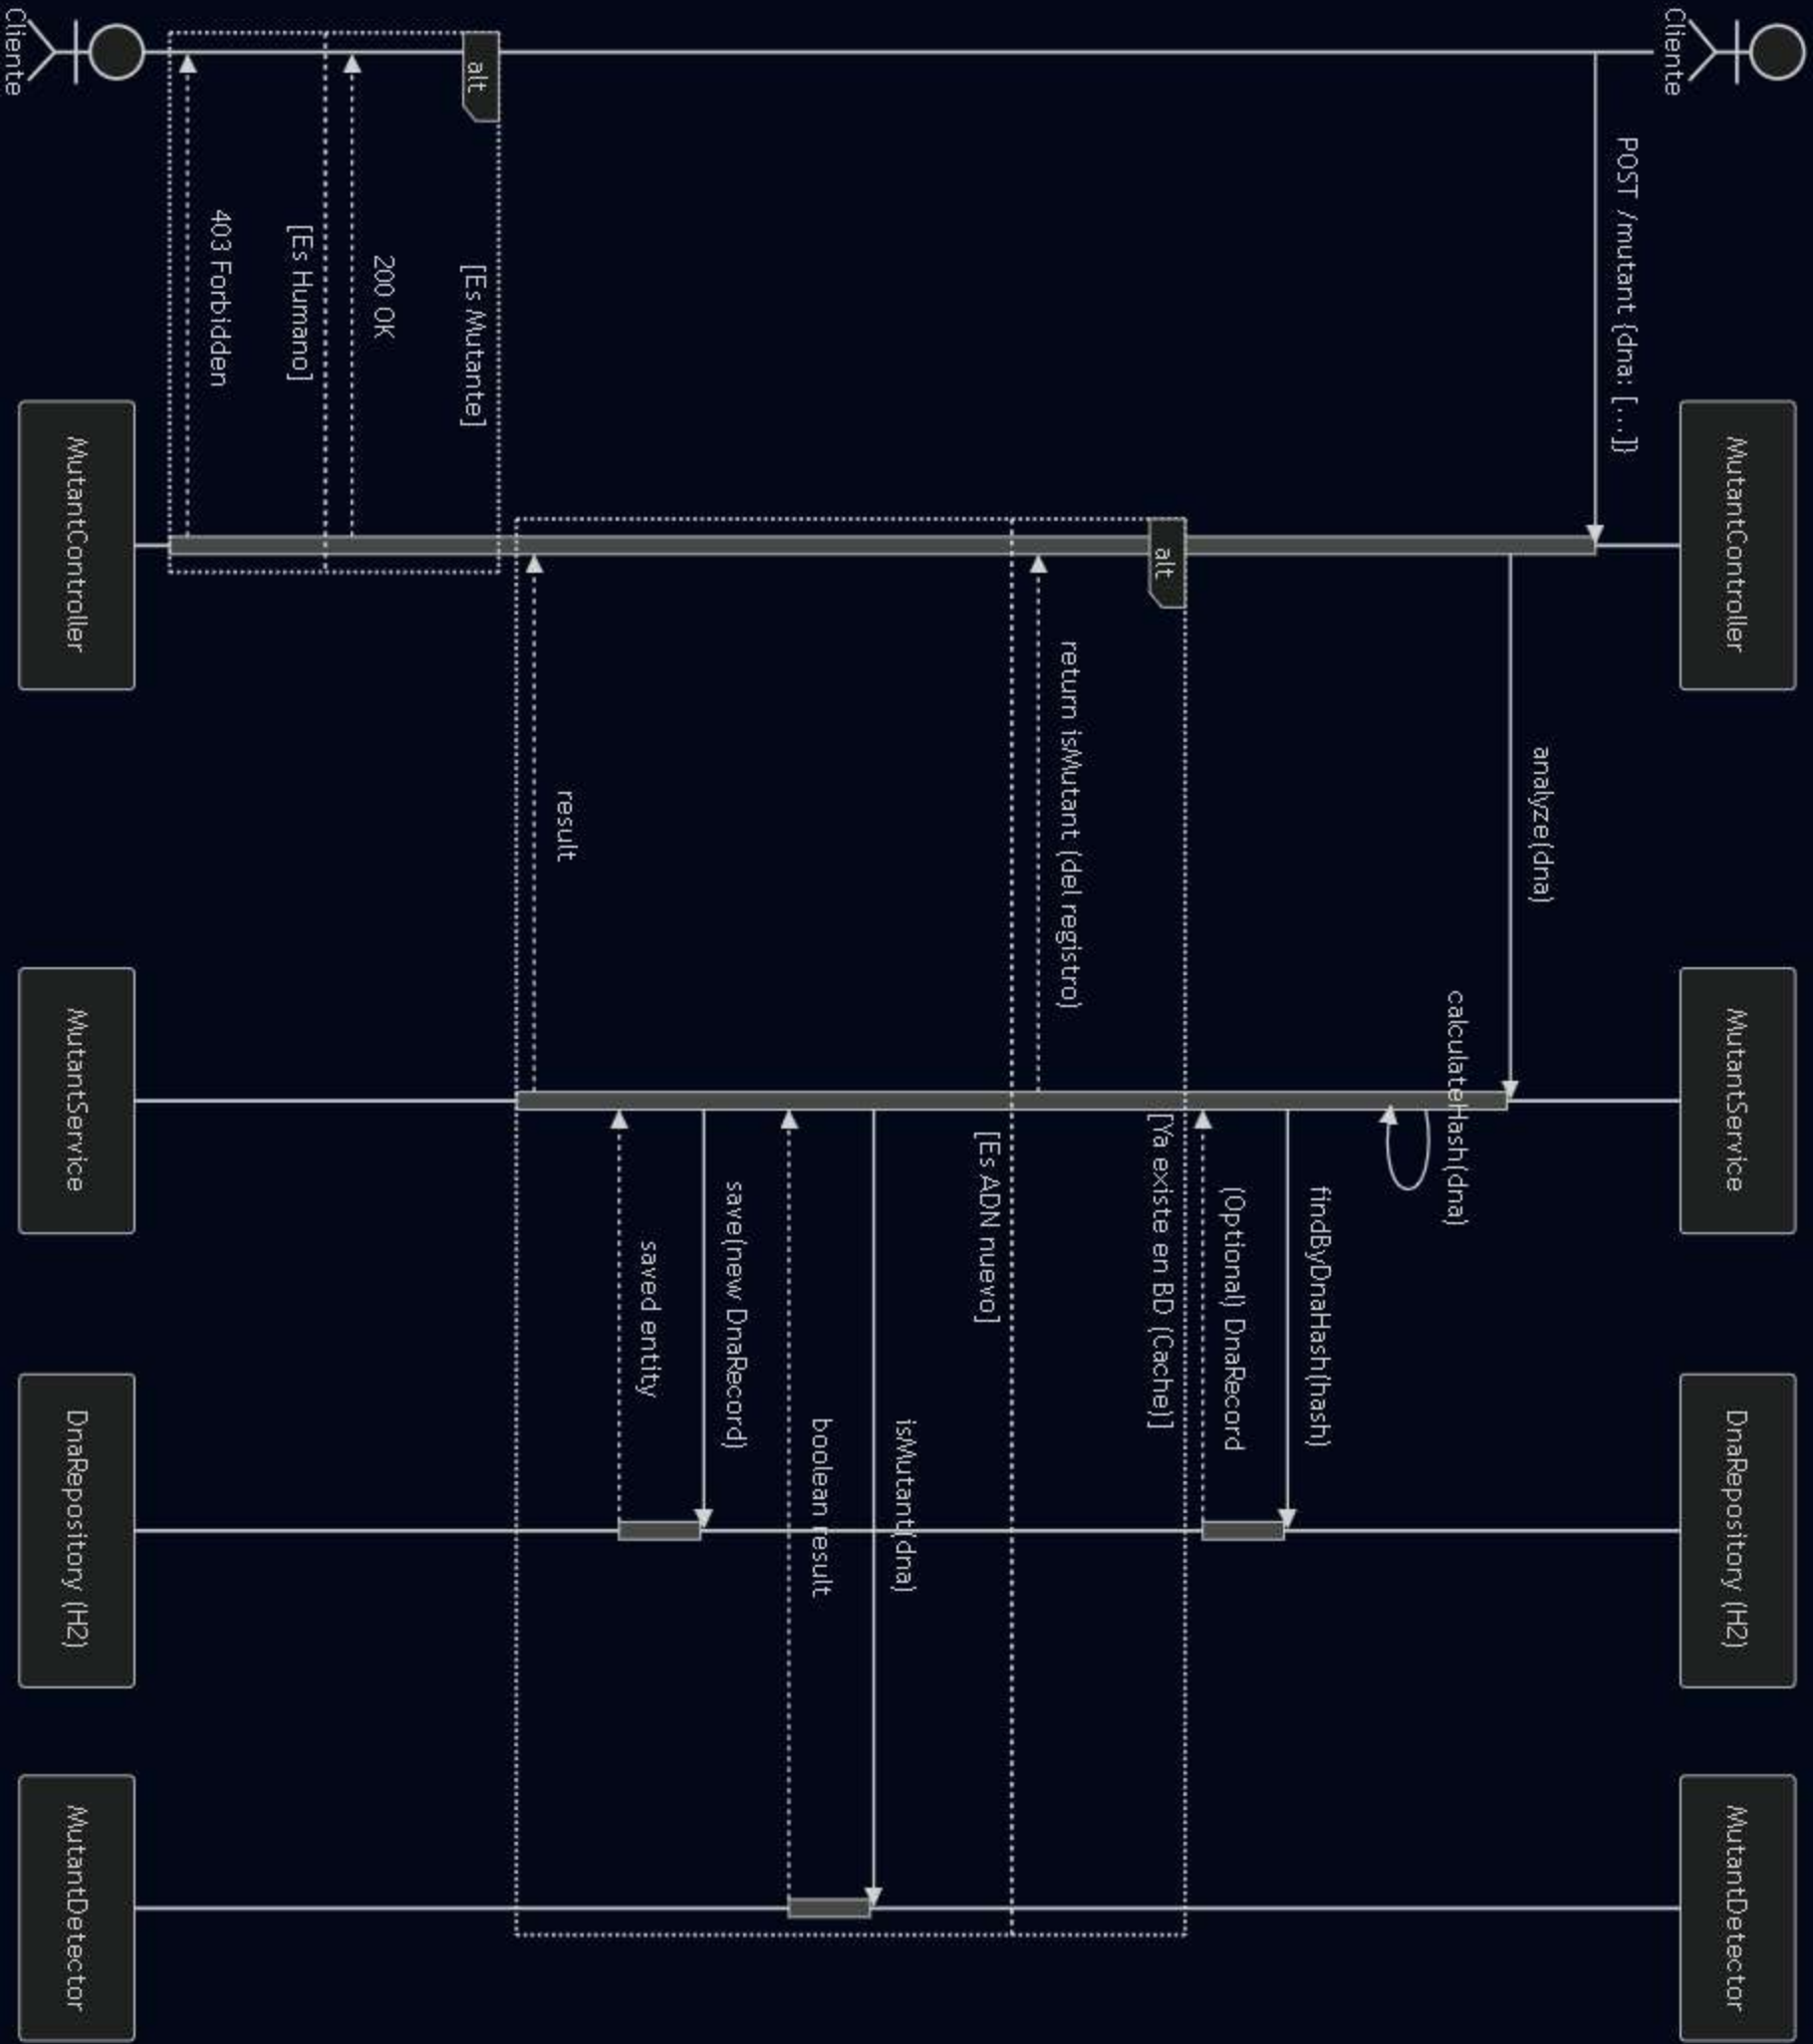 Cliente
MutantController
MutantService
DnaRepository (H2)
MutantDetector
POST /mutant {dna: [...]}
analyze(dna)
calculateHash(dna)
findByDnaHash(hash)
(Optional) DnaRecord
alt
[Ya existe en BD (Cache)]
return isMutant (del registro)
[Es ADN nuevo]
isMutant(dna)
boolean result
save(new DnaRecord)
saved entity
result
alt
[Es Mutante]
200 OK
[Es Humano]
403 Forbidden
Cliente
MutantController
MutantService
DnaRepository (H2)
MutantDetector